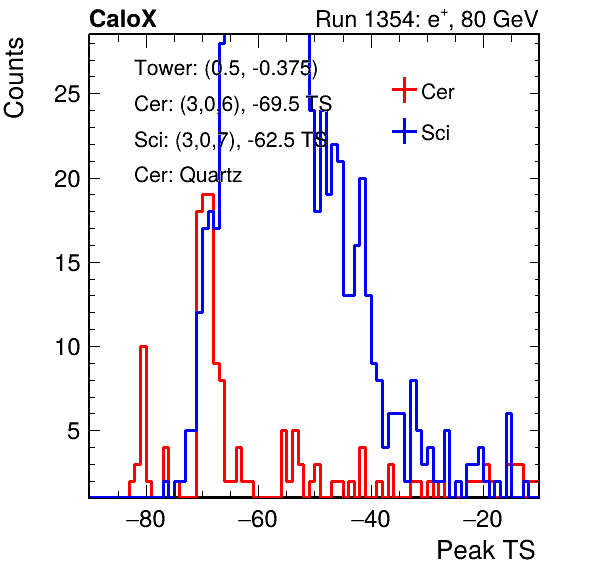 CaloX Run 1354: e⁺, 80 GeV
Counts
Tower: (0.5, -0.375)
Cer: (3,0,6), -69.5 TS
Sci: (3,0,7), -62.5 TS
Cer: Quartz
Cer
Sci
25
20
15
10
5
−80 −60 −40 −20
Peak TS